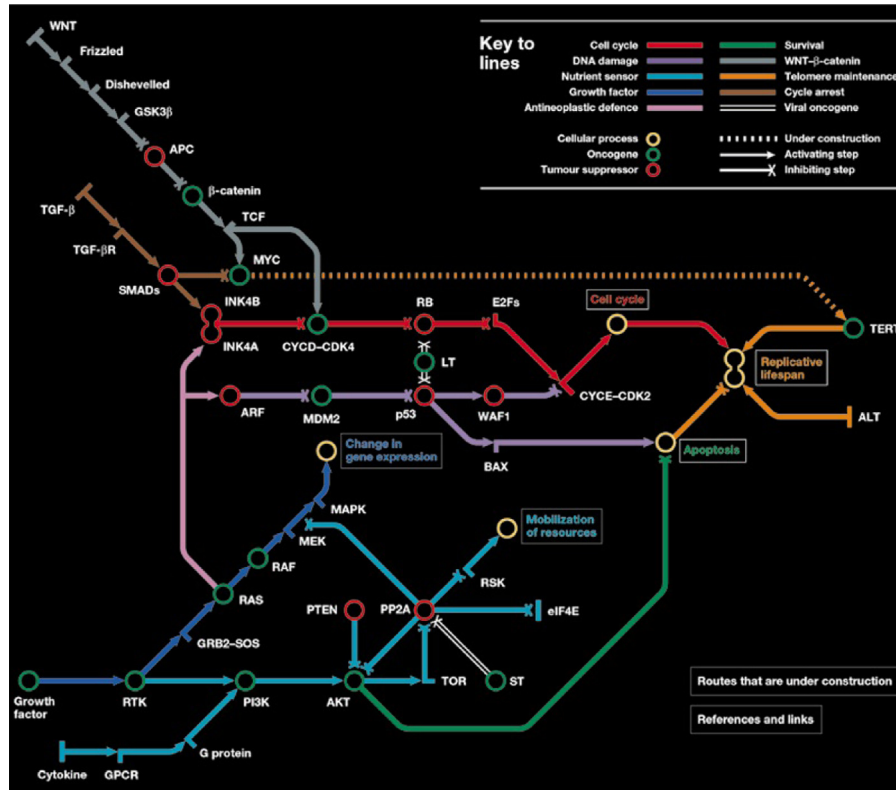 WNT
Frizzled
Dishevelled
GSK3β
APC
β-catenin
TCF
MYC
TGF-β
TGF-βR
SMADs
INK4B
INK4A
CYCD–CDK4
RB
E2Fs
LT
Cell cycle
CYCE–CDK2
TERT
Replicative
lifespan
ALT
ARF
MDM2
p53
WAF1
BAX
Apoptosis
Change in
gene expression
MAPK
MEK
RAF
RAS
GRB2–SOS
Mobilization
of resources
RSK
PTEN
PP2A
eIF4E
Growth
factor
RTK
PI3K
AKT
TOR
ST
Cytokine
GPCR
G protein
Key to
lines
Cell cycle
DNA damage
Nutrient sensor
Growth factor
Antineoplastic defence
Survival
WNT–β-catenin
Telomere maintenance
Cycle arrest
Viral oncogene
Cellular process
Oncogene
Tumour suppressor
Under construction
Activating step
Inhibiting step
Routes that are under construction
References and links